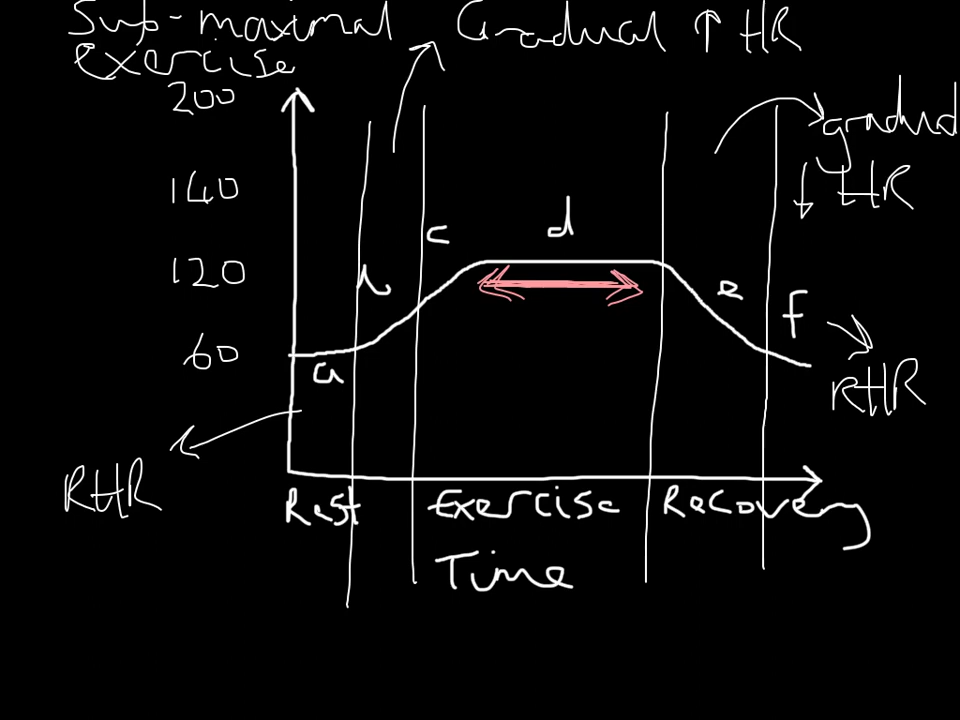 Sub-maximal
exercise
Gradual ↑ HR
200
140
120
60
gradual
↓ HR
a
b
c
d
e
f
RHR
RHR
Rest
Exercise
Recovery
Time